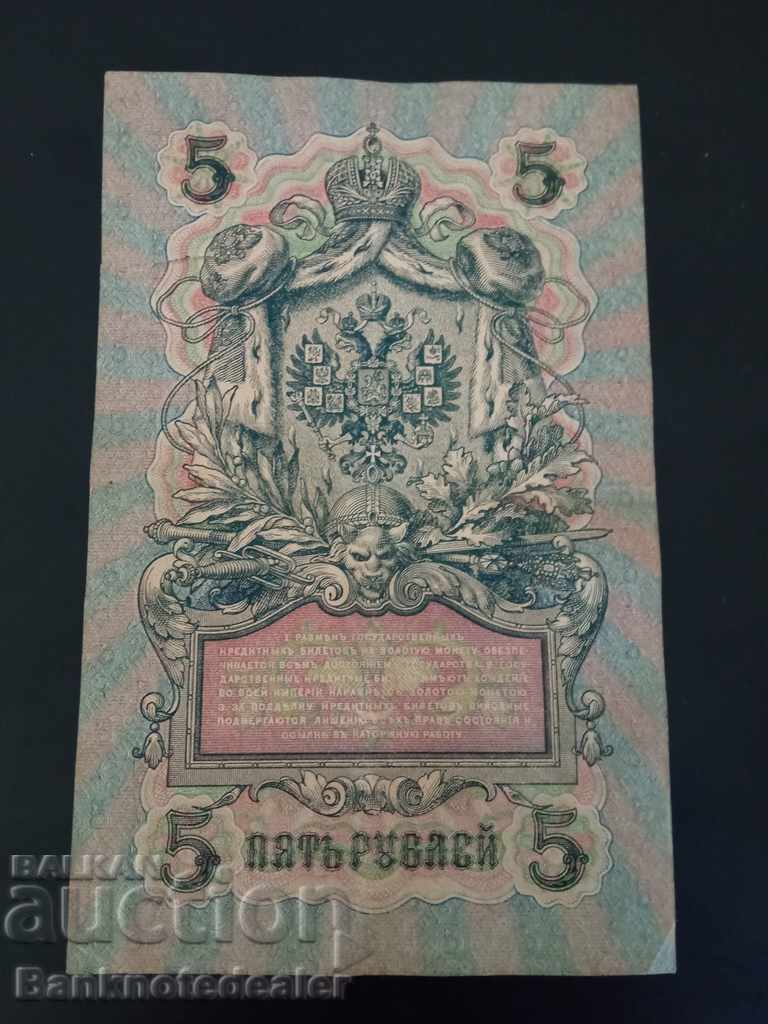 5 5
1. РАЗМѢНЪ ГОСУДАРСТВЕННЫХЪ
КРЕДИТНЫХЪ БИЛЕТОВЪ НА ЗОЛОТУЮ МОНЕТУ ОБЕЗПЕ-
ЧИВАЕТСЯ ВСѢМЪ ДОСТОЯНІЕМЪ ГОСУДАРСТВА. 2. ГОСУ-
ДАРСТВЕННЫЕ КРЕДИТНЫЕ БИЛЕТЫ ИМѢЮТЪ ХОЖДЕНІЕ
ВО ВСЕЙ ИМПЕРІИ НАРАВНѢ СЪ ЗОЛОТОЮ МОНЕТОЮ.
3. ЗА ПОДДѢЛКУ КРЕДИТНЫХЪ БИЛЕТОВЪ ВИНОВНЫЕ
ПОДВЕРГАЮТСЯ ЛИШЕНІЮ ВСѢХЪ ПРАВЪ СОСТОЯНІЯ И
ССЫЛКѢ ВЪ КАТОРЖНУЮ РАБОТУ
5 ПЯТЬ РУБЛЕЙ 5
BALKAN
auction
Banknotedealer